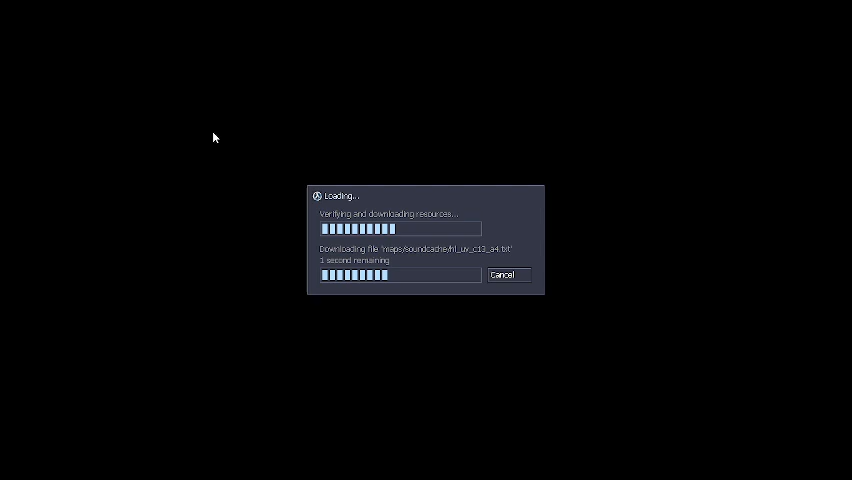 Loading...
Verifying and downloading resources...
Downloading file 'maps/soundcache/hl_uv_c13_a4.txt'
1 second remaining
Cancel